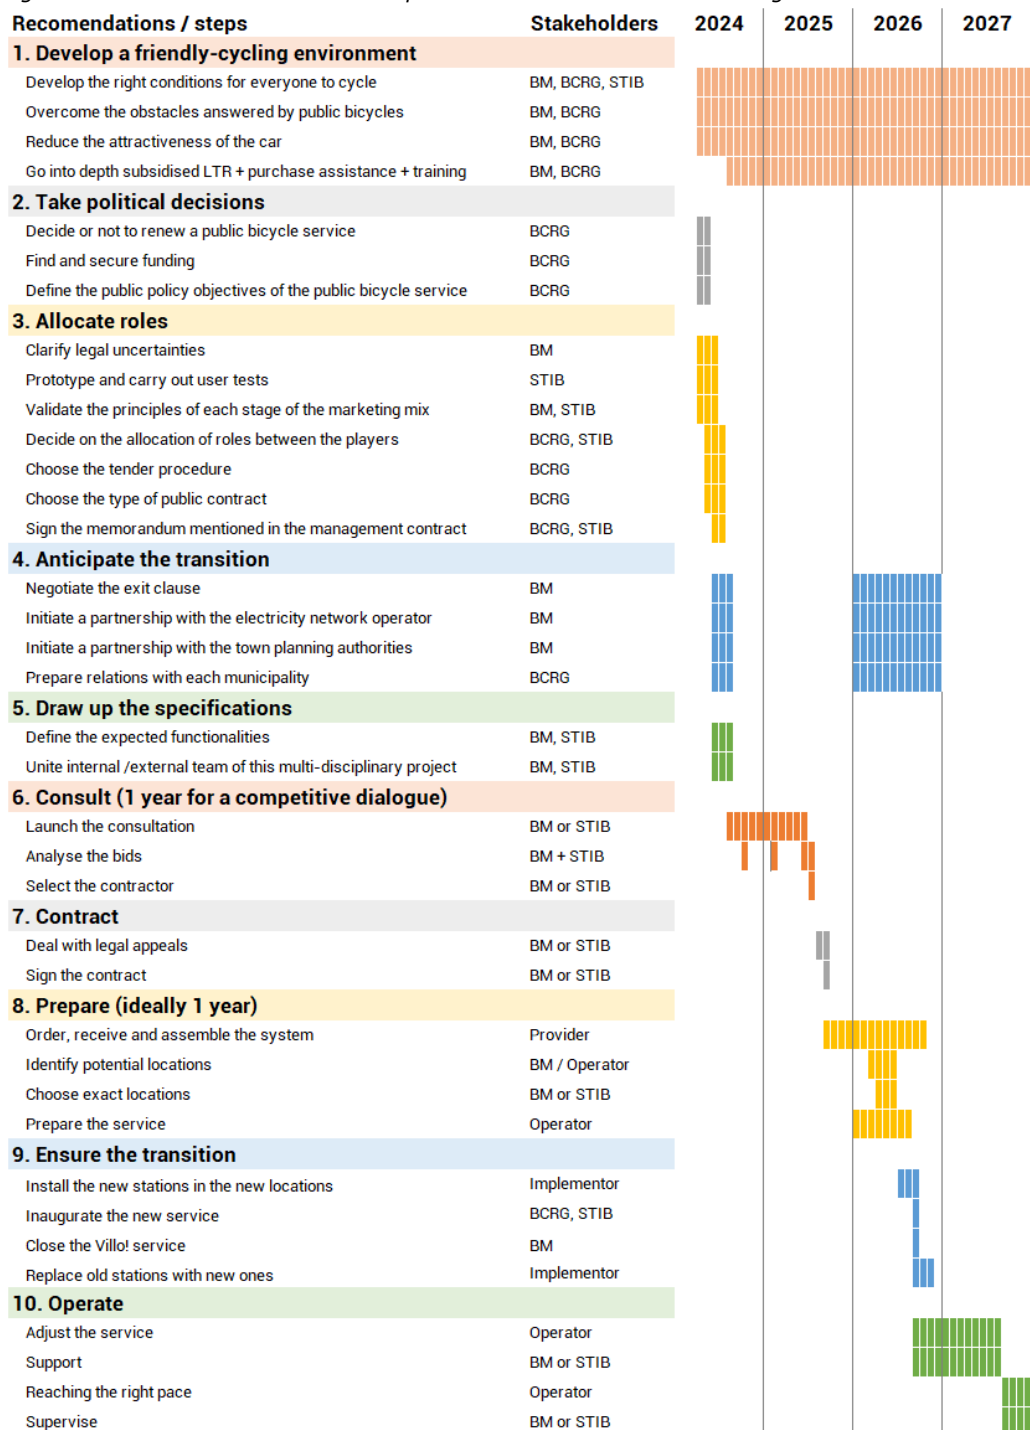 Recomendations / steps Stakeholders 2024 2025 2026 2027
1. Develop a friendly-cycling environment
Develop the right conditions for everyone to cycle BM, BCRG, STIB
Overcome the obstacles answered by public bicycles BM, BCRG
Reduce the attractiveness of the car BM, BCRG
Go into depth subsidised LTR + purchase assistance + training BM, BCRG
2. Take political decisions
Decide or not to renew a public bicycle service BCRG
Find and secure funding BCRG
Define the public policy objectives of the public bicycle service BCRG
3. Allocate roles
Clarify legal uncertainties BM
Prototype and carry out user tests STIB
Validate the principles of each stage of the marketing mix BM, STIB
Decide on the allocation of roles between the players BCRG, STIB
Choose the tender procedure BCRG
Choose the type of public contract BCRG
Sign the memorandum mentioned in the management contract BCRG, STIB
4. Anticipate the transition
Negotiate the exit clause BM
Initiate a partnership with the electricity network operator BM
Initiate a partnership with the town planning authorities BM
Prepare relations with each municipality BCRG
5. Draw up the specifications
Define the expected functionalities BM, STIB
Unite internal /external team of this multi-disciplinary project BM, STIB
6. Consult (1 year for a competitive dialogue)
Launch the consultation BM or STIB
Analyse the bids BM + STIB
Select the contractor BM or STIB
7. Contract
Deal with legal appeals BM or STIB
Sign the contract BM or STIB
8. Prepare (ideally 1 year)
Order, receive and assemble the system Provider
Identify potential locations BM / Operator
Choose exact locations BM or STIB
Prepare the service Operator
9. Ensure the transition
Install the new stations in the new locations Implementor
Inaugurate the new service BCRG, STIB
Close the Villo! service BM
Replace old stations with new ones Implementor
10. Operate
Adjust the service Operator
Support BM or STIB
Reaching the right pace Operator
Supervise BM or STIB